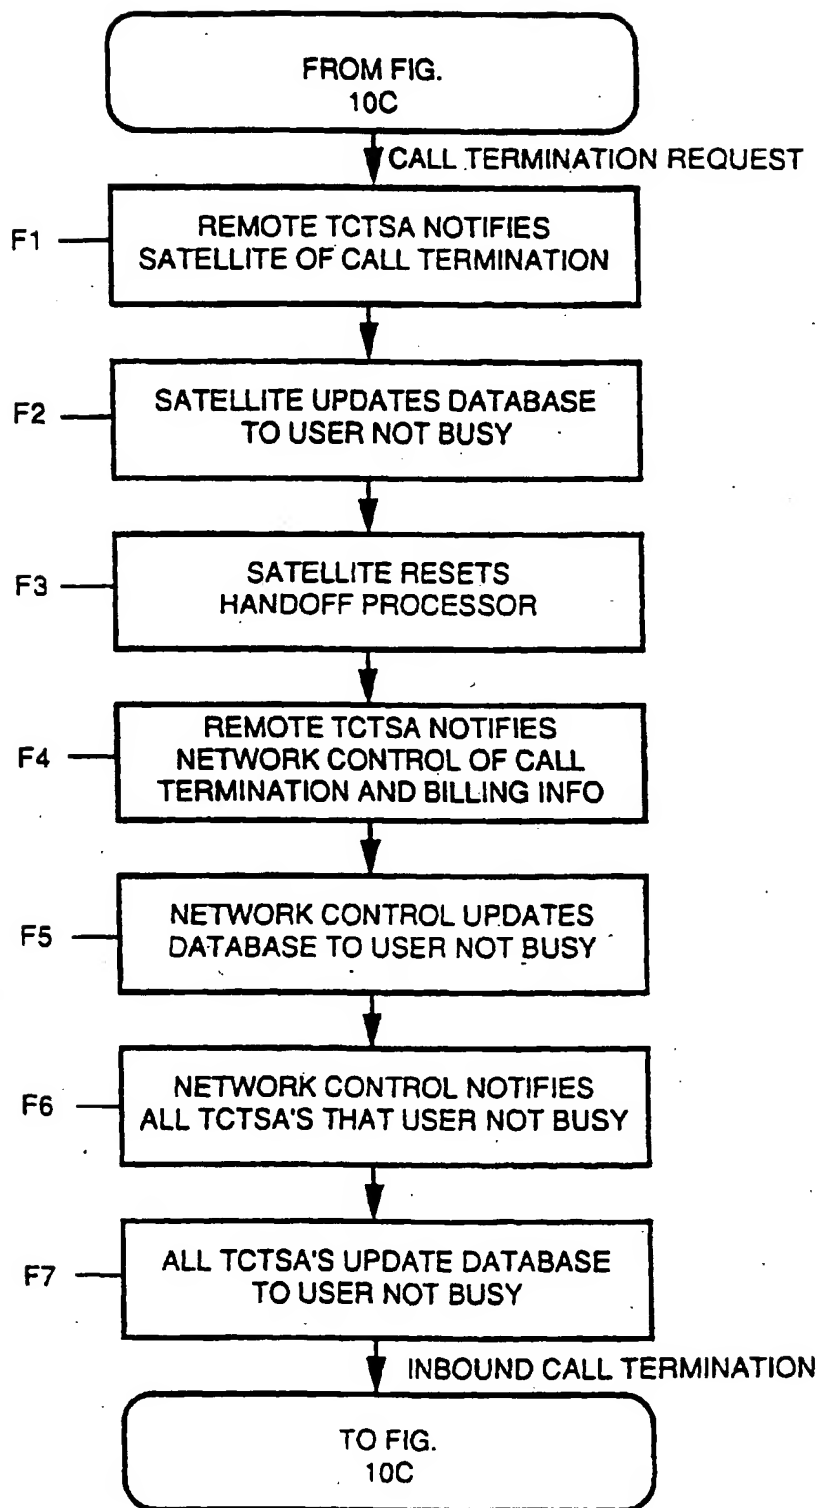 FROM FIG.
10C
CALL TERMINATION REQUEST
F1
REMOTE TCTSA NOTIFIES
SATELLITE OF CALL TERMINATION
F2
SATELLITE UPDATES DATABASE
TO USER NOT BUSY
F3
SATELLITE RESETS
HANDOFF PROCESSOR
F4
REMOTE TCTSA NOTIFIES
NETWORK CONTROL OF CALL
TERMINATION AND BILLING INFO
F5
NETWORK CONTROL UPDATES
DATABASE TO USER NOT BUSY
F6
NETWORK CONTROL NOTIFIES
ALL TCTSA'S THAT USER NOT BUSY
F7
ALL TCTSA'S UPDATE DATABASE
TO USER NOT BUSY
INBOUND CALL TERMINATION
TO FIG.
10C